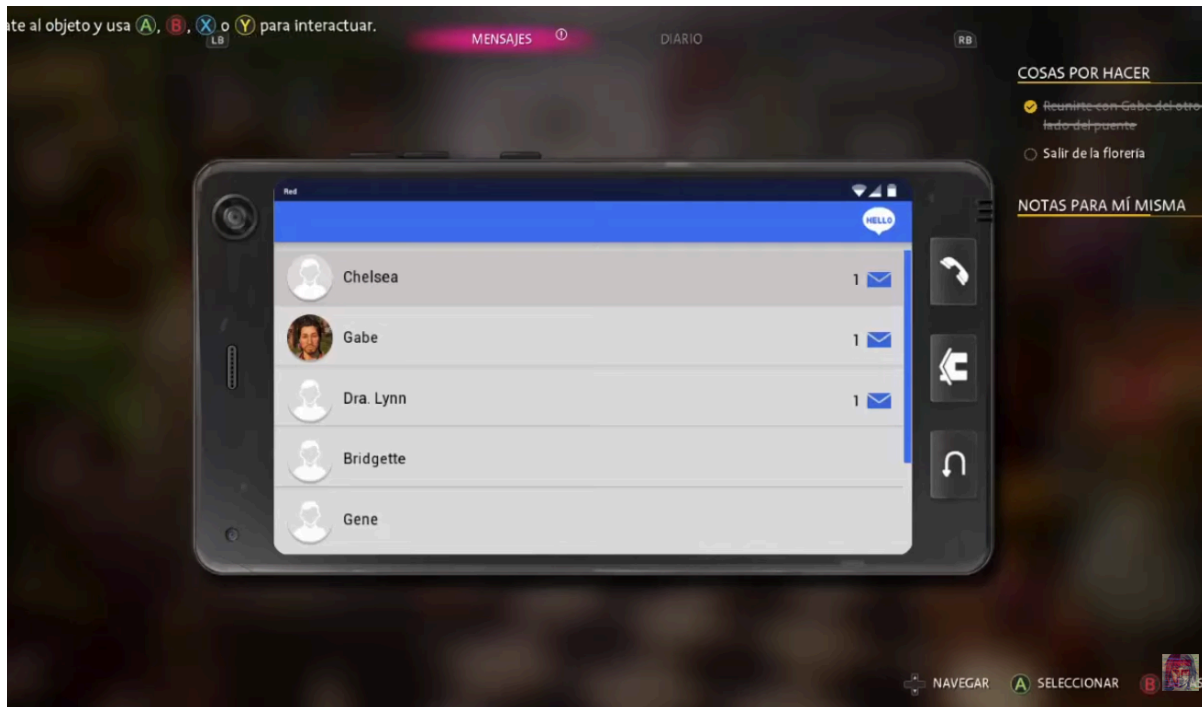 ate al objeto y usa A, B, X o Y para interactuar.
LB
MENSAJES
DIARIO
RB
COSAS POR HACER
Reunirte con Gabe del otro
lado del puente
Salir de la florería
NOTAS PARA MÍ MISMA
Red
HELLO
Chelsea 1
Gabe 1
Dra. Lynn 1
Bridgette
Gene
NAVEGAR A SELECCIONAR B